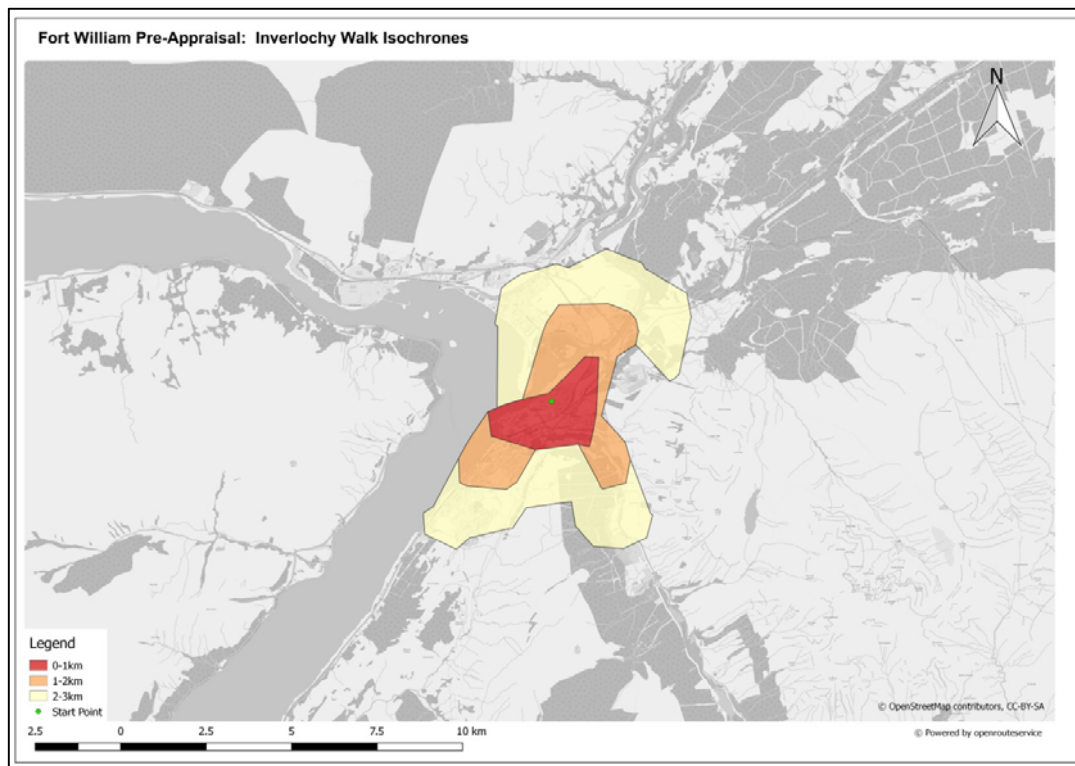 Fort William Pre-Appraisal: Inverlochy Walk Isochrones
N
Legend
0-1km
1-2km
2-3km
Start Point
© OpenStreetMap contributors, CC-BY-SA
2.5 0 2.5 5 7.5 10 km
© Powered by openrouteservice